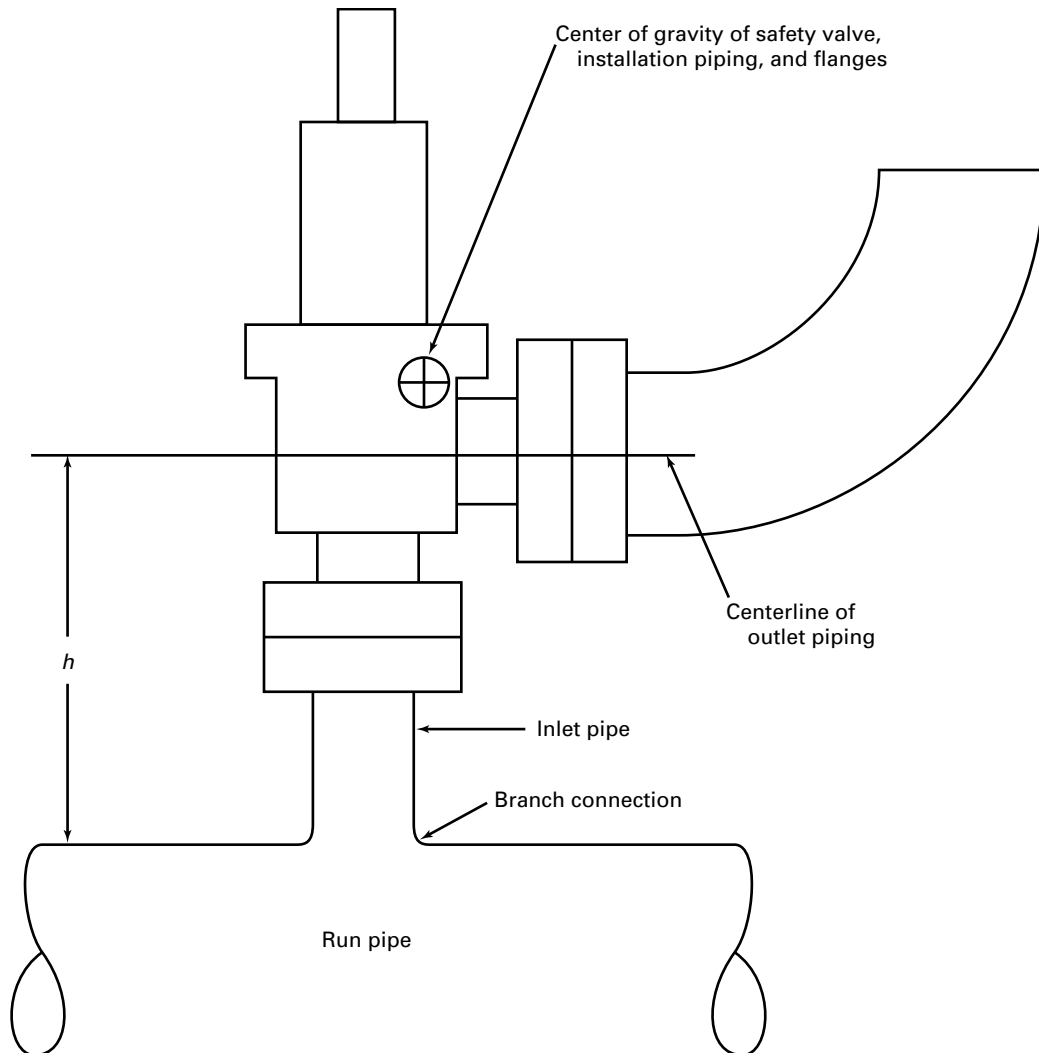 Center of gravity of safety valve,
installation piping, and flanges
Centerline of
outlet piping
h
Inlet pipe
Branch connection
Run pipe